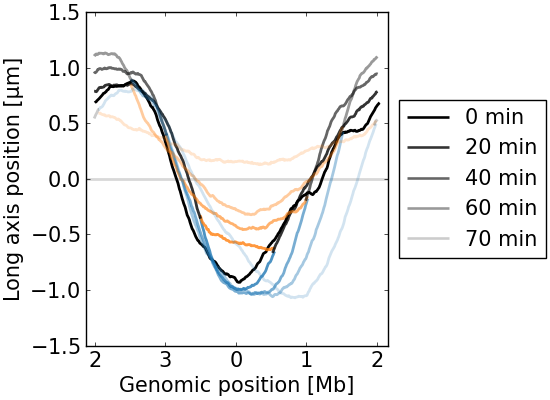 1.5
1.0
0.5
0.0
−0.5
−1.0
−1.5
Long axis position [µm]
2 3 0 1 2
Genomic position [Mb]
0 min
20 min
40 min
60 min
70 min